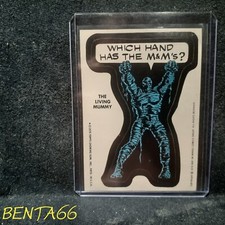 WHICH HAND
HAS THE M&M's?
THE
LIVING
MUMMY
BENTA66